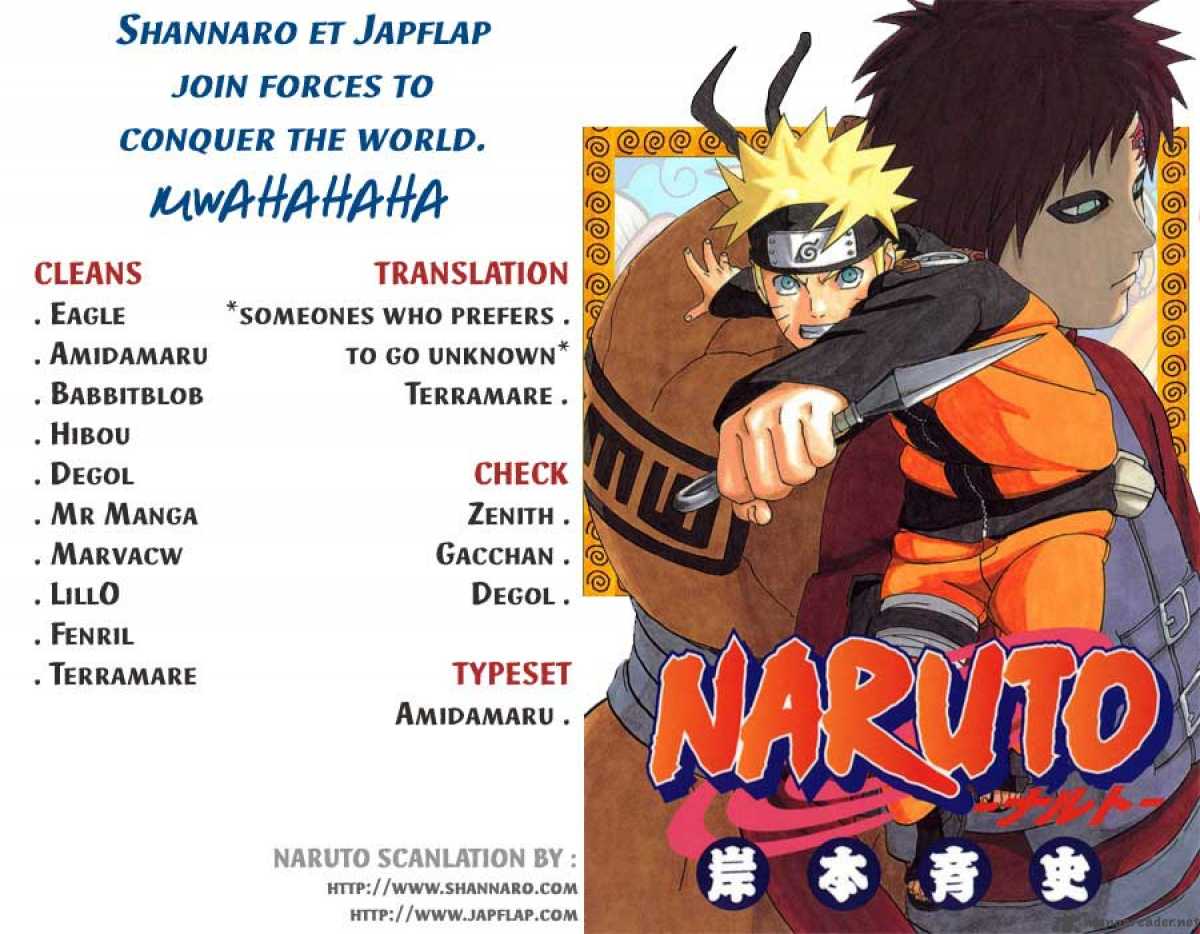 Shannaro et Japflap
join forces to
conquer the world.
MWAHAHAHA
CLEANS
. Eagle
. Amidamaru
. Babbitblob
. Hibou
. Degol
. Mr Manga
. Marvacw
. LillO
. Fenril
. Terramare
TRANSLATION
*someones who prefers .
to go unknown*
Terramare .
CHECK
Zenith .
Gacchan .
Degol .
TYPESET
Amidamaru .
NARUTO SCANLATION BY :
HTTP://WWW.SHANNARO.COM
HTTP://WWW.JAPFLAP.COM
NARUTO
-ナルト-
岸本斉史